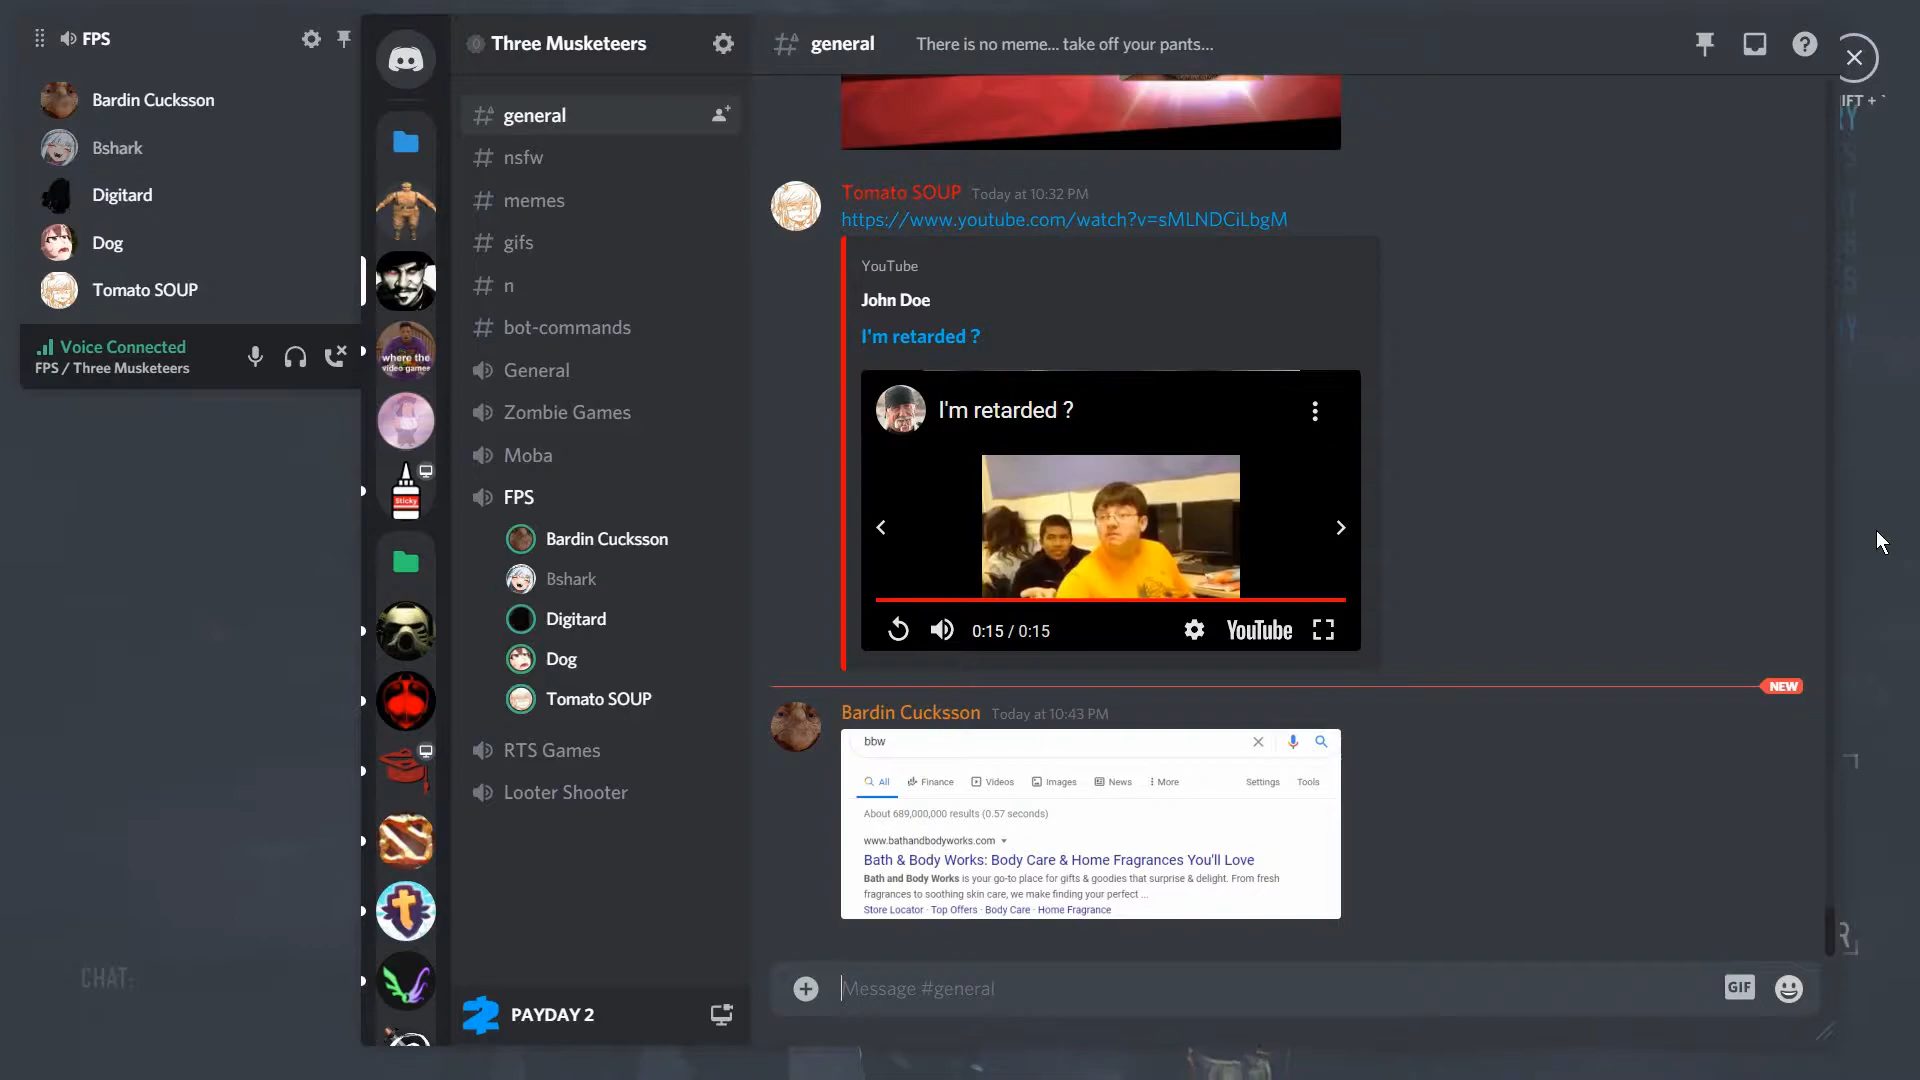 FPS
Bardin Cucksson
Bshark
Digitard
Dog
Tomato SOUP
Voice Connected
FPS / Three Musketeers
CHAT:
where the
video games
Sticky
Three Musketeers
general
nsfw
memes
gifs
n
bot-commands
General
Zombie Games
Moba
FPS
Bardin Cucksson
Bshark
Digitard
Dog
Tomato SOUP
RTS Games
Looter Shooter
PAYDAY 2
general
There is no meme... take off your pants...
Tomato SOUP Today at 10:32 PM
https://www.youtube.com/watch?v=sMLNDCiLbgM
YouTube
John Doe
I'm retarded ?
I'm retarded ?
0:15 / 0:15
YouTube
NEW
Bardin Cucksson Today at 10:43 PM
bbw
All Finance Videos Images News More Settings Tools
About 689,000,000 results (0.57 seconds)
www.bathandbodyworks.com
Bath & Body Works: Body Care & Home Fragrances You'll Love
Bath and Body Works is your go-to place for gifts & goodies that surprise & delight. From fresh
fragrances to soothing skin care, we make finding your perfect ...
Store Locator · Top Offers · Body Care · Home Fragrance
Message #general
GIF
IFT + `